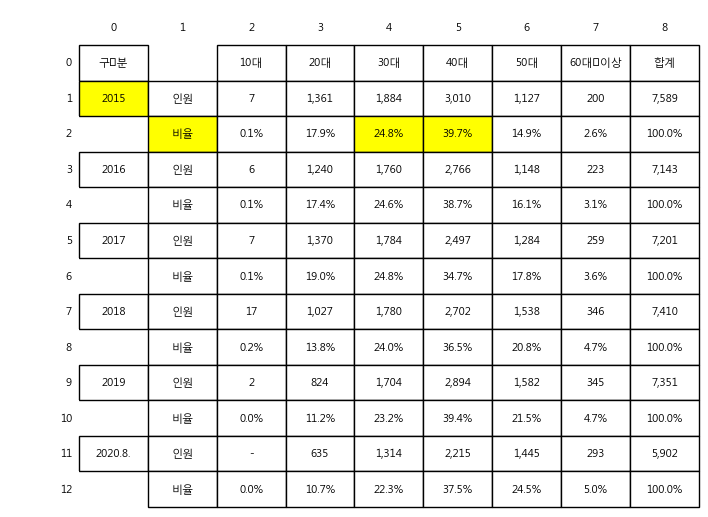 0 1 2 3 4 5 6 7 8
0 구분 10대 20대 30대 40대 50대 60대이상 합계
1 2015 인원 7 1,361 1,884 3,010 1,127 200 7,589
2 비율 0.1% 17.9% 24.8% 39.7% 14.9% 2.6% 100.0%
3 2016 인원 6 1,240 1,760 2,766 1,148 223 7,143
4 비율 0.1% 17.4% 24.6% 38.7% 16.1% 3.1% 100.0%
5 2017 인원 7 1,370 1,784 2,497 1,284 259 7,201
6 비율 0.1% 19.0% 24.8% 34.7% 17.8% 3.6% 100.0%
7 2018 인원 17 1,027 1,780 2,702 1,538 346 7,410
8 비율 0.2% 13.8% 24.0% 36.5% 20.8% 4.7% 100.0%
9 2019 인원 2 824 1,704 2,894 1,582 345 7,351
10 비율 0.0% 11.2% 23.2% 39.4% 21.5% 4.7% 100.0%
11 2020.8. 인원 - 635 1,314 2,215 1,445 293 5,902
12 비율 0.0% 10.7% 22.3% 37.5% 24.5% 5.0% 100.0%